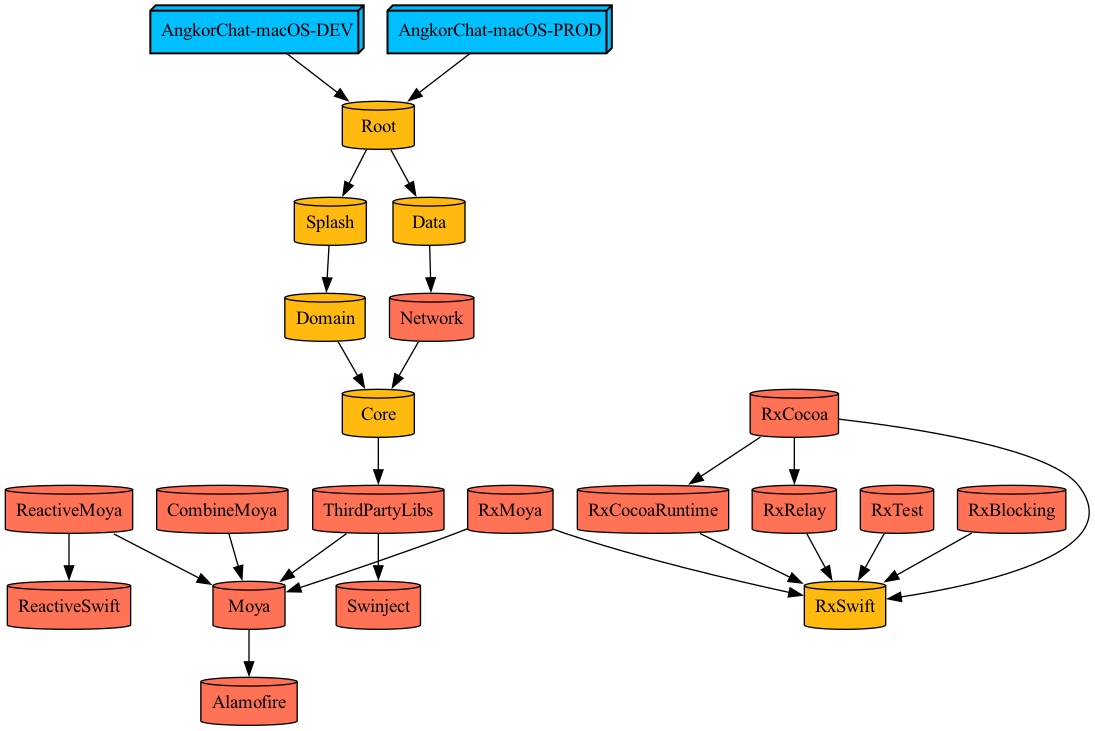 AngkorChat-macOS-DEV
AngkorChat-macOS-PROD
Root
Splash
Data
Domain
Network
Core
RxCocoa
ReactiveMoya
CombineMoya
ThirdPartyLibs
RxMoya
RxCocoaRuntime
RxRelay
RxTest
RxBlocking
ReactiveSwift
Moya
Swinject
RxSwift
Alamofire